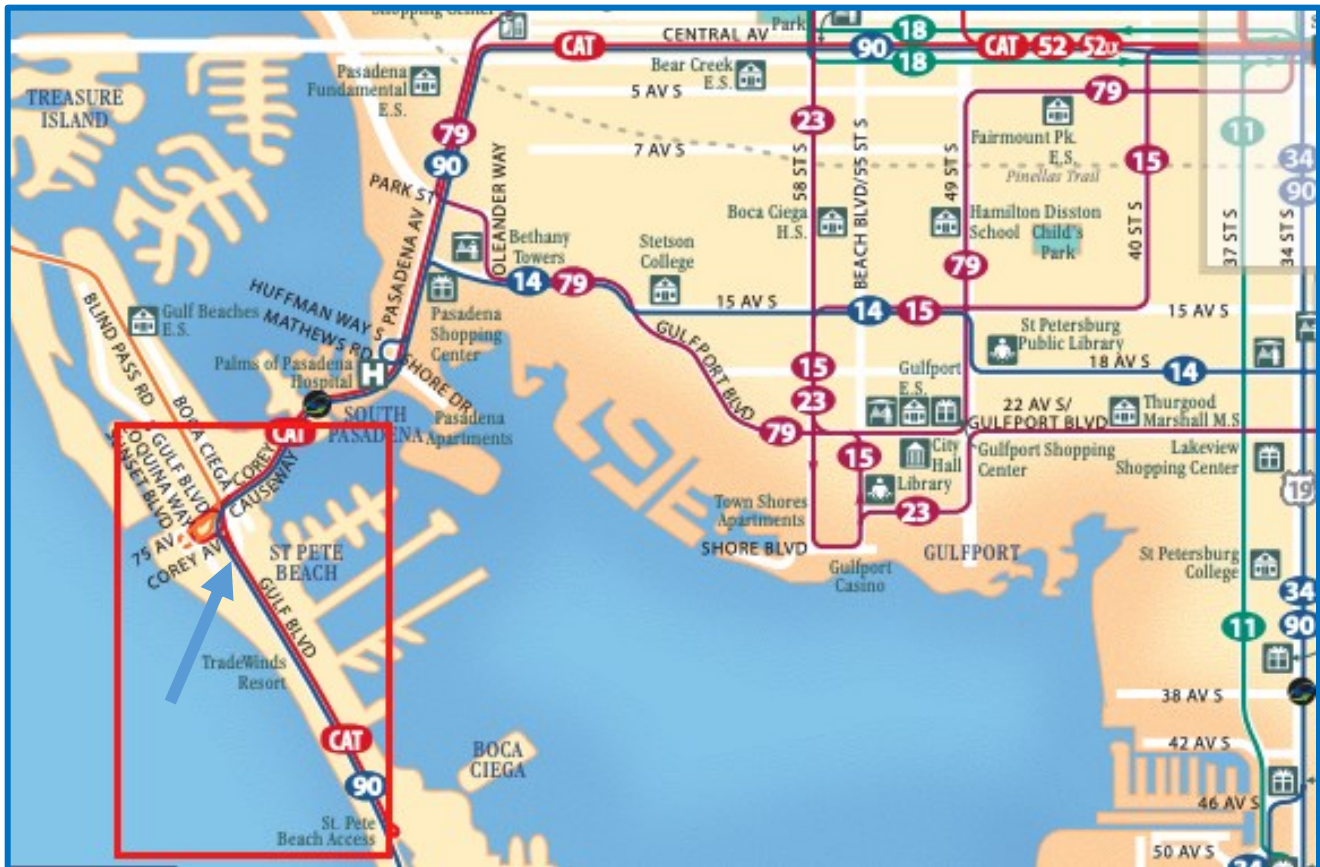 Shopping Center
Park
18
CENTRAL AV
CAT
90
CAT
52
52LX
18
Pasadena
Fundamental
E.S.
Bear Creek
E.S.
TREASURE
ISLAND
5 AV S
79
79
23
Fairmount Pk.
E.S.
11
90
7 AV S
15
34
Pinellas Trail
90
PARK ST
OLEANDER WAY
58 ST S
BEACH BLVD/55 ST S
49 ST S
40 ST S
37 ST S
34 ST S
PASADENA AV S
Boca Ciega
H.S.
Hamilton Disston
School
Child's
Park
Bethany
Towers
Stetson
College
79
14
79
15 AV S
14
15
15 AV S
HUFFMAN WAY
MATHEWS RD
Gulf Beaches
E.S.
BLIND PASS RD
Pasadena
Shopping
Center
GULFPORT BLVD
St Petersburg
Public Library
18 AV S
14
Palms of Pasadena
Hospital
H
SHORE DR
15
Gulfport
E.S.
23
22 AV S/
GULFPORT BLVD
Thurgood
Marshall M.S
SOUTH
PASADENA
Pasadena
Apartments
CAT
79
15
City
Hall
Gulfport Shopping
Center
Lakeview
Shopping Center
BOCA CIEGA
GULF BLVD
COQUINA WAY
SUNSET BLVD
COREY
CAUSEWAY
Library
19
Town Shores
Apartments
23
75 AV
COREY AV
ST PETE
BEACH
SHORE BLVD
Gulfport
Casino
GULFPORT
St Petersburg
College
GULF BLVD
34
11
90
TradeWinds
Resort
38 AV S
CAT
BOCA
CIEGA
42 AV S
90
46 AV S
St. Pete
Beach Access
50 AV S
34